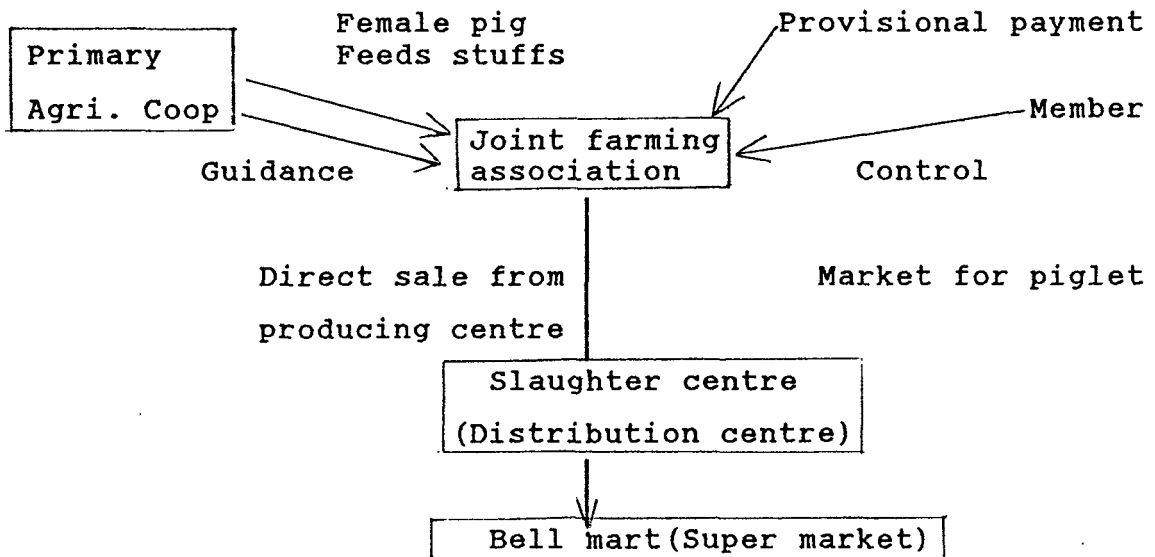 Female pig
Provisional payment
Primary
Feeds stuffs
Agri. Coop
Member
Joint farming
association
Guidance
Control
Direct sale from
Market for piglet
producing centre
Slaughter centre
(Distribution centre)
Bell mart(Super market)